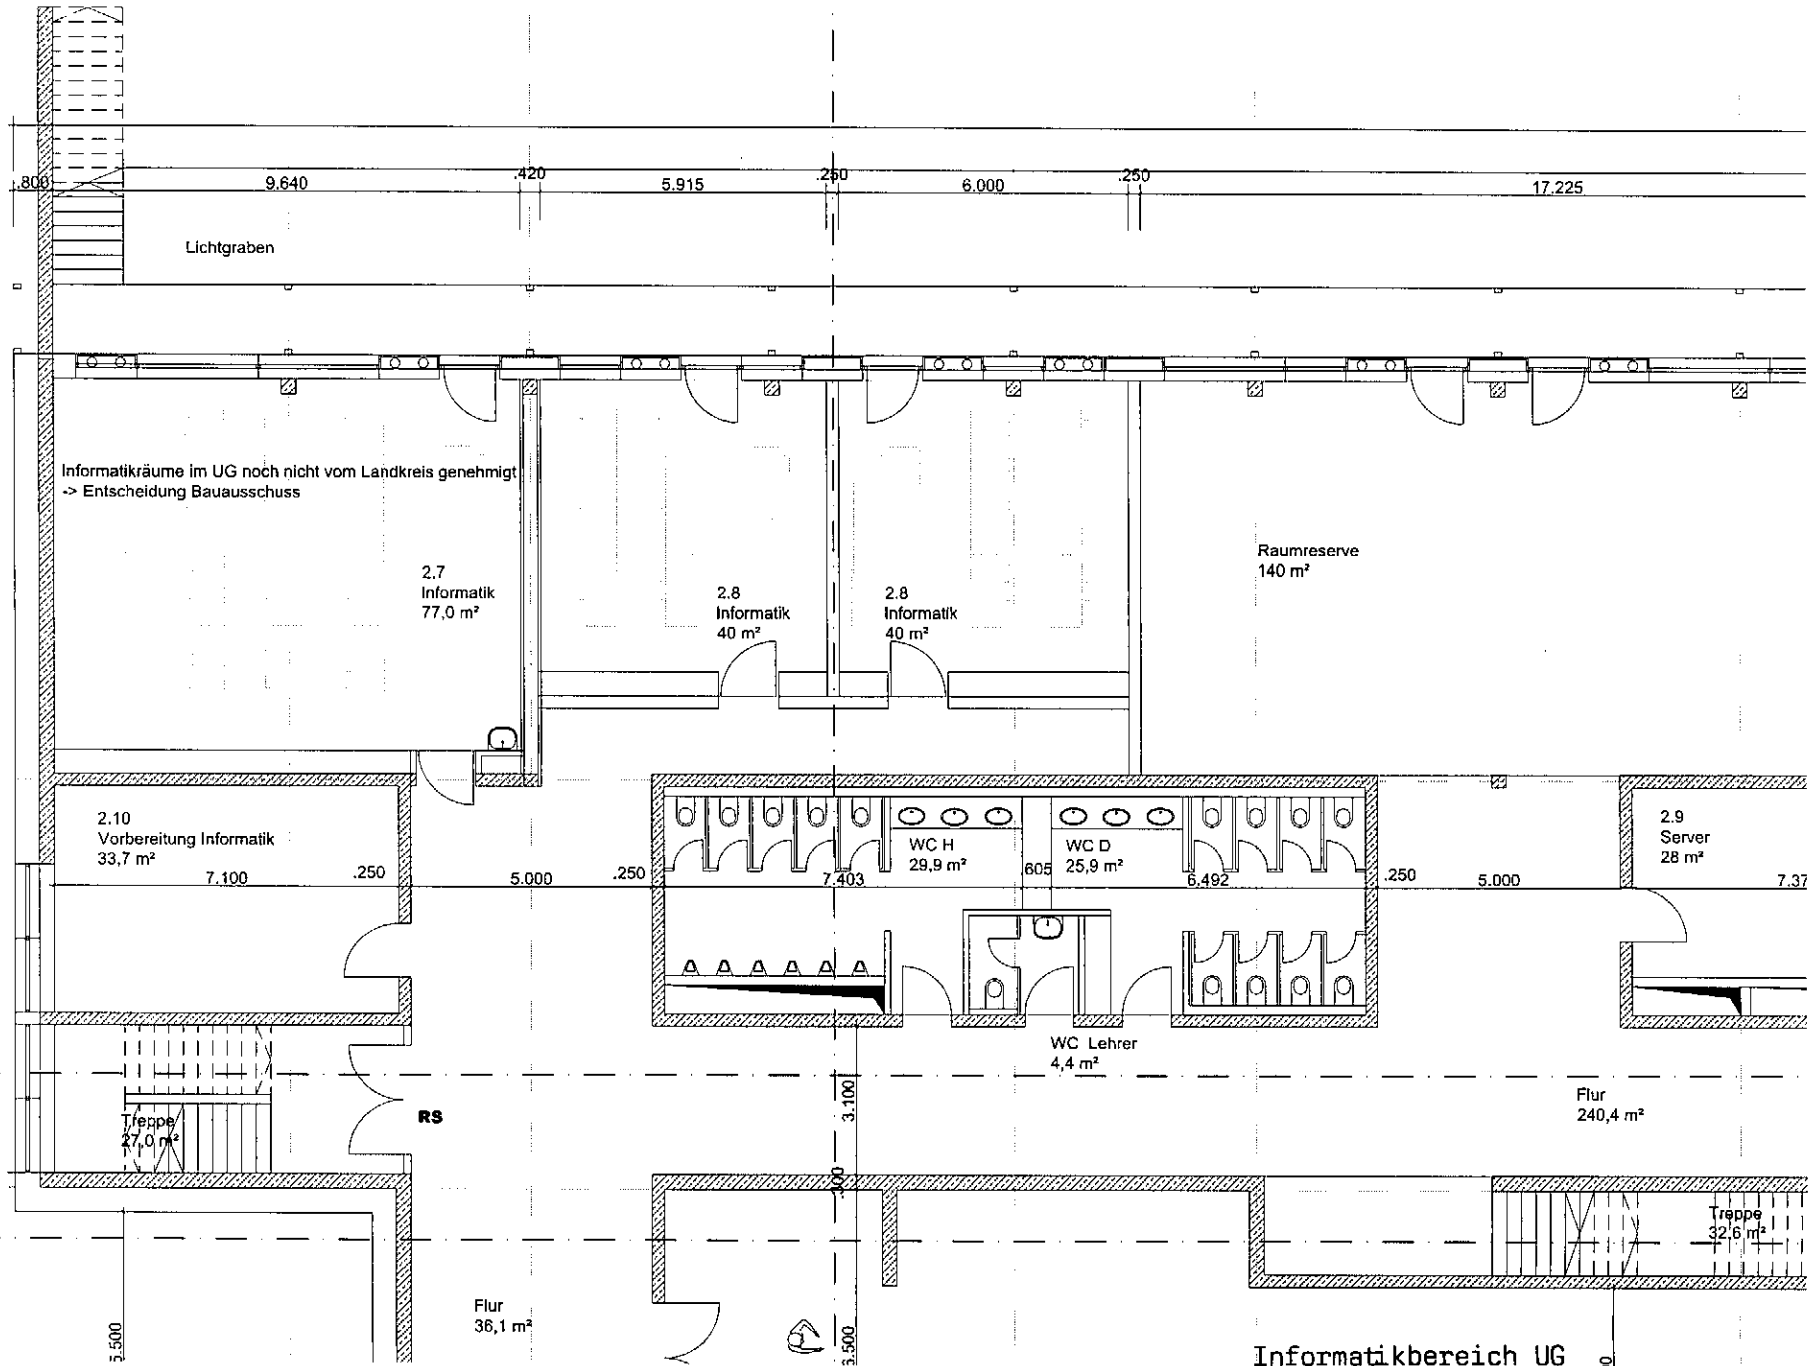 .800
9.640
.420
5.915
.250
6.000
.250
17.225
Lichtgraben
Informatikräume im UG noch nicht vom Landkreis genehmigt
-> Entscheidung Bauausschuss
2.7
Informatik
77,0 m²
2.8
Informatik
40 m²
2.8
Informatik
40 m²
Raumreserve
140 m²
2.10
Vorbereitung Informatik
33,7 m²
WC H
29,9 m²
WC D
25,9 m²
2.9
Server
28 m²
7.100
.250
5.000
.250
7.403
605
6.492
.250
5.000
7.37
WC Lehrer
4,4 m²
Treppe
27,0 m²
RS
3.100
.300
Flur
240,4 m²
Treppe
32,6 m²
Flur
36,1 m²
5.500
Informatikbereich UG